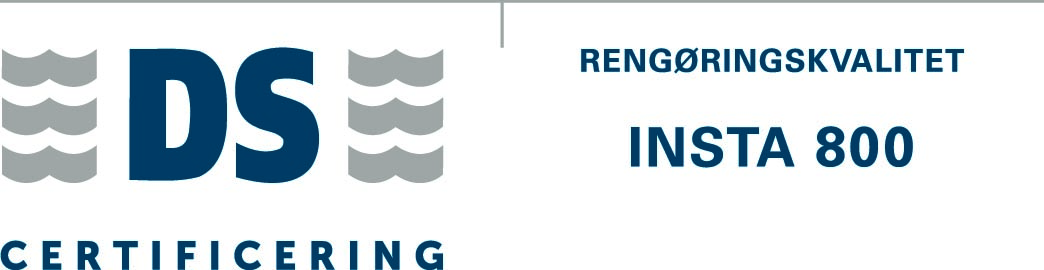 DS
CERTIFICERING
RENGØRINGSKVALITET
INSTA 800